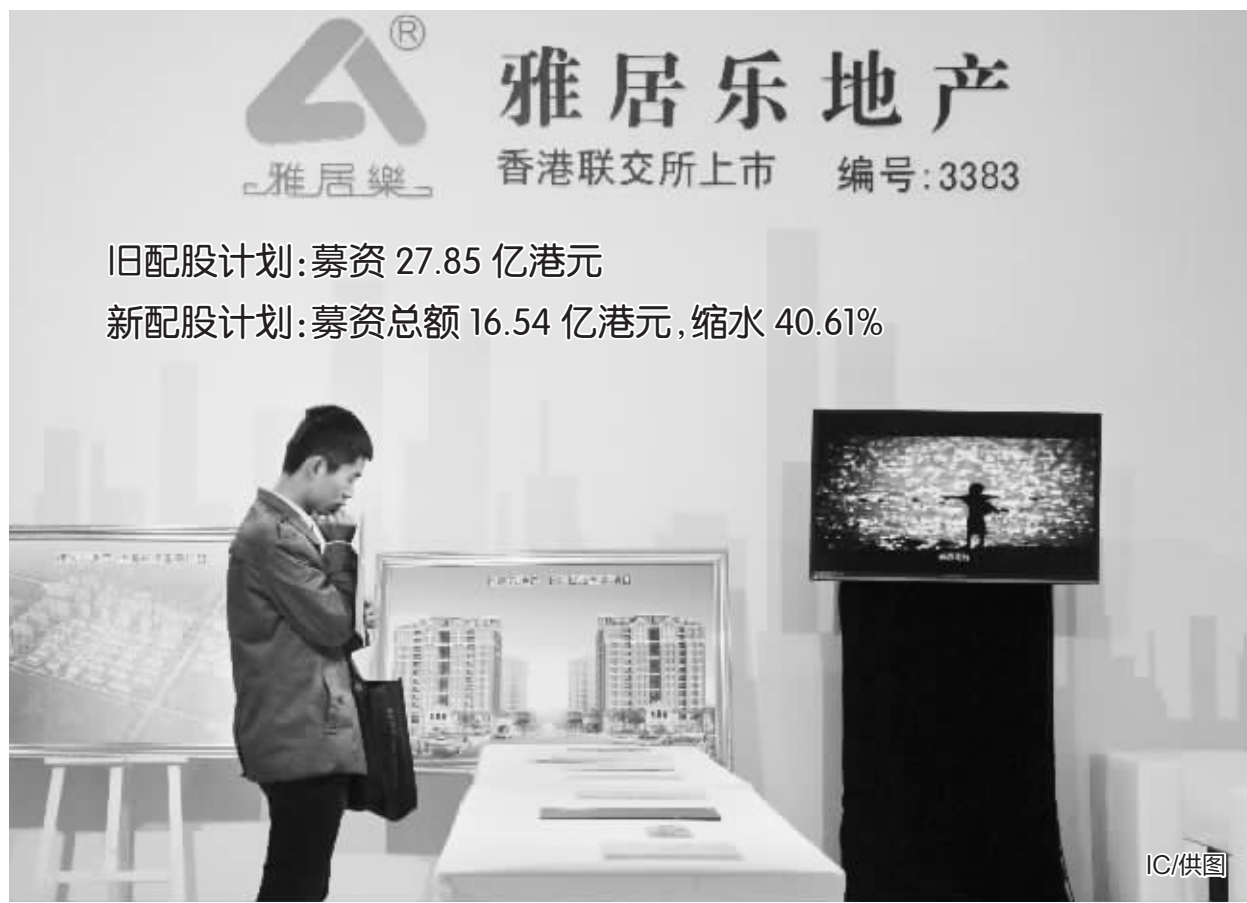 ®
雅居乐地产
雅居樂
香港联交所上市 编号:3383
旧配股计划:募资 27.85 亿港元
新配股计划:募资总额 16.54 亿港元,缩水 40.61%
IC/供图